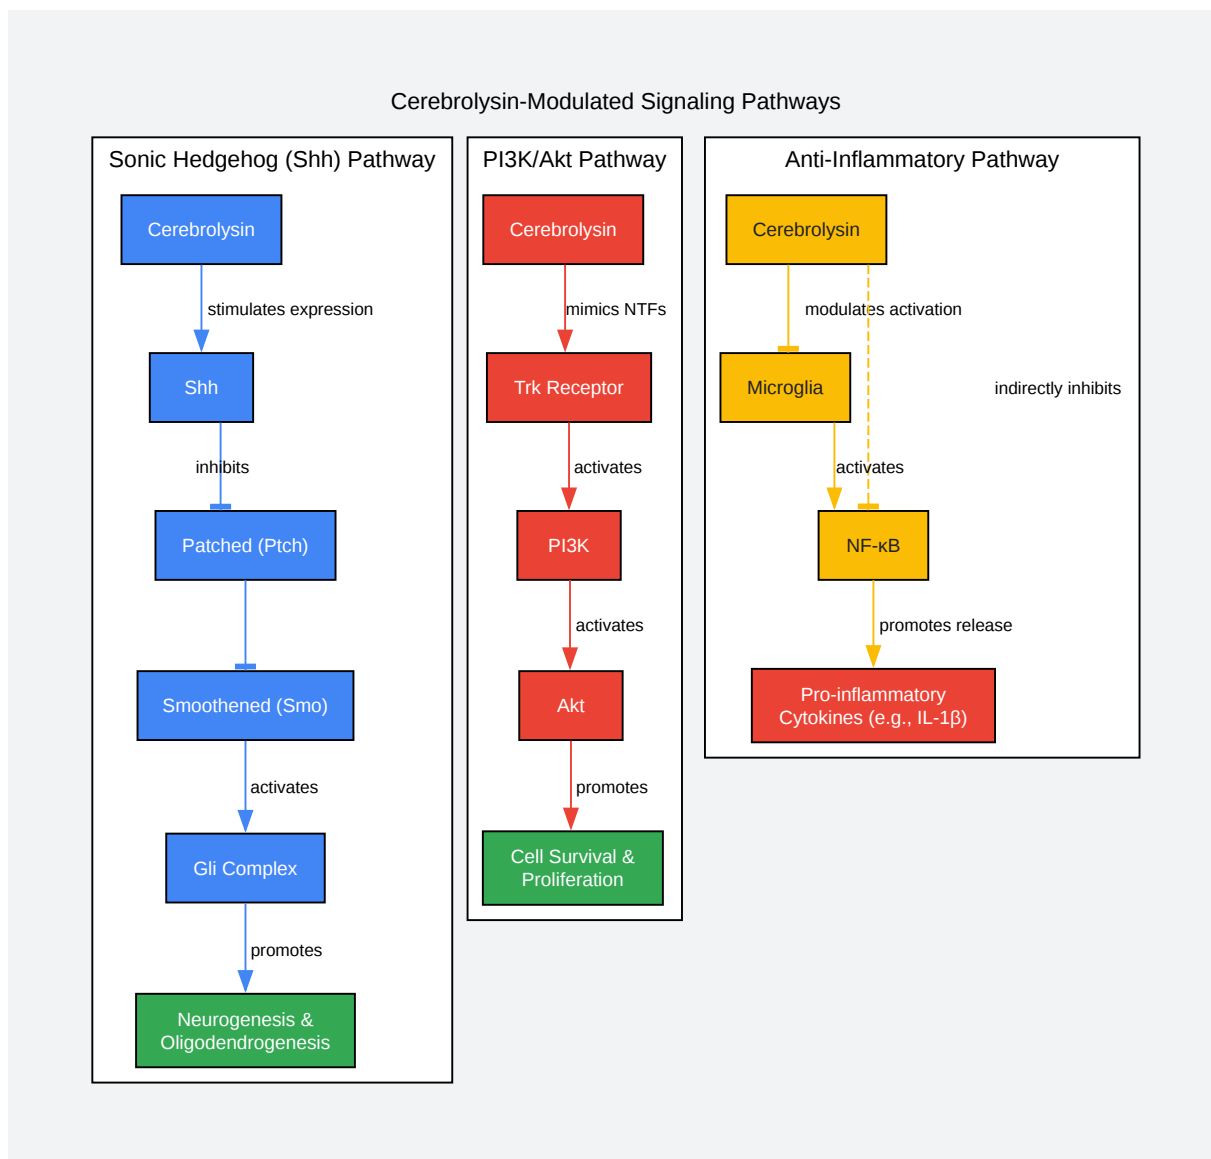 Cerebrolysin-Modulated Signaling Pathways
Sonic Hedgehog (Shh) Pathway
Cerebrolysin
stimulates expression
Shh
inhibits
Patched (Ptch)
Smoothened (Smo)
activates
Gli Complex
promotes
Neurogenesis &
Oligodendrogenesis
PI3K/Akt Pathway
Cerebrolysin
mimics NTFs
Trk Receptor
activates
PI3K
activates
Akt
promotes
Cell Survival &
Proliferation
Anti-Inflammatory Pathway
Cerebrolysin
modulates activation
Microglia
indirectly inhibits
activates
NF-κB
promotes release
Pro-inflammatory
Cytokines (e.g., IL-1β)